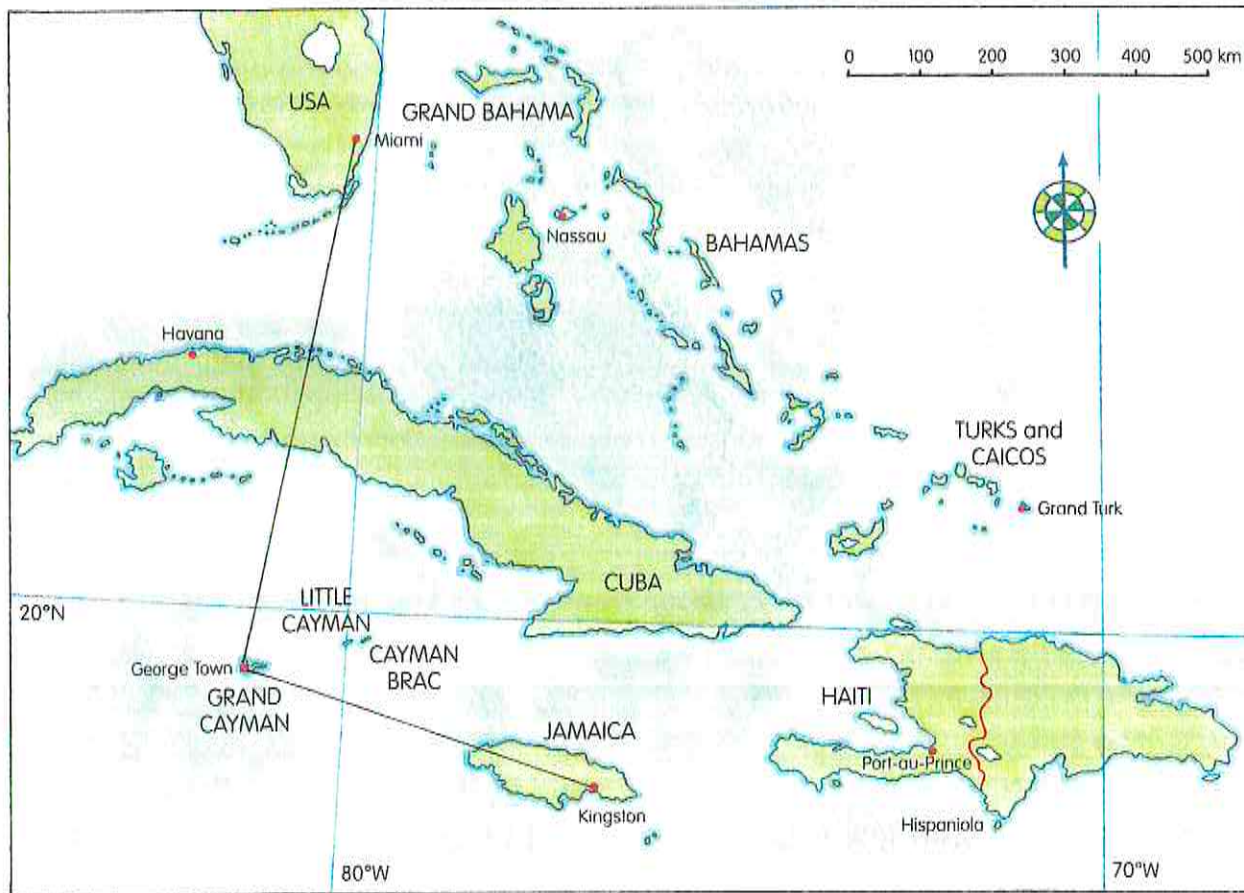 0 100 200 300 400 500 km
USA
GRAND BAHAMA
Miami
Nassau
BAHAMAS
Havana
TURKS and
CAICOS
Grand Turk
CUBA
20°N
LITTLE
CAYMAN
George Town
CAYMAN
BRAC
GRAND
CAYMAN
HAITI
JAMAICA
Port-au-Prince
Kingston
Hispaniola
80°W
70°W